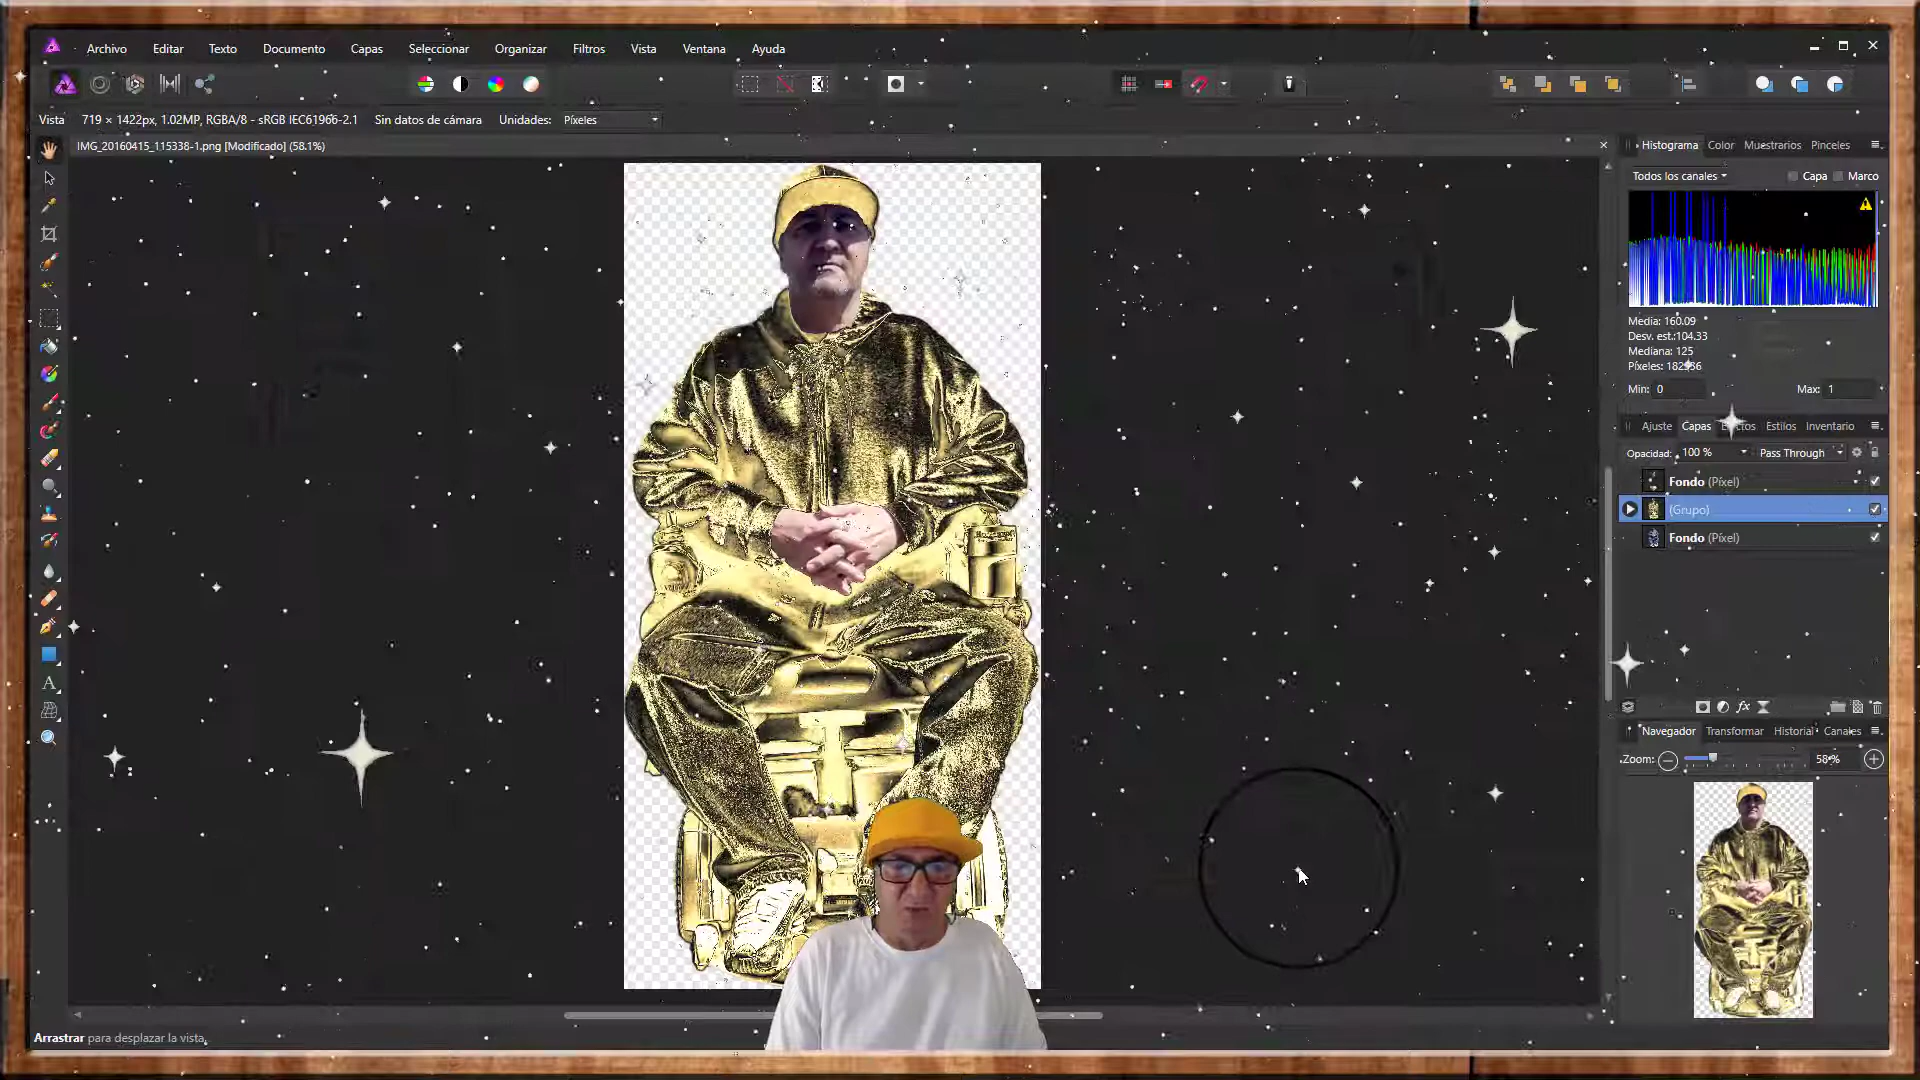 Archivo Editar Texto Documento Capas Seleccionar Organizar Filtros Vista Ventana Ayuda
Vista 719 × 1422px, 1.02MP, RGBA/8 - sRGB IEC61966-2.1 Sin datos de cámara Unidades: Píxeles
IMG_20160415_115338-1.png [Modificado] (58.1%)
Histograma Color Muestrarios Pinceles
Todos los canales Capa Marco
Media: 160.09
Desv. est.:104.33
Mediana: 125
Píxeles:
Min: 0 Max: 1
Ajuste Capas Estilos Inventario
Opacidad: 100 % Pass Through
Fondo (Píxel)
(Grupo)
Fondo (Píxel)
fx
Navegador Transformar Historial Canales
Zoom: 58 %
A
Arrastrar para desplazar la vista.